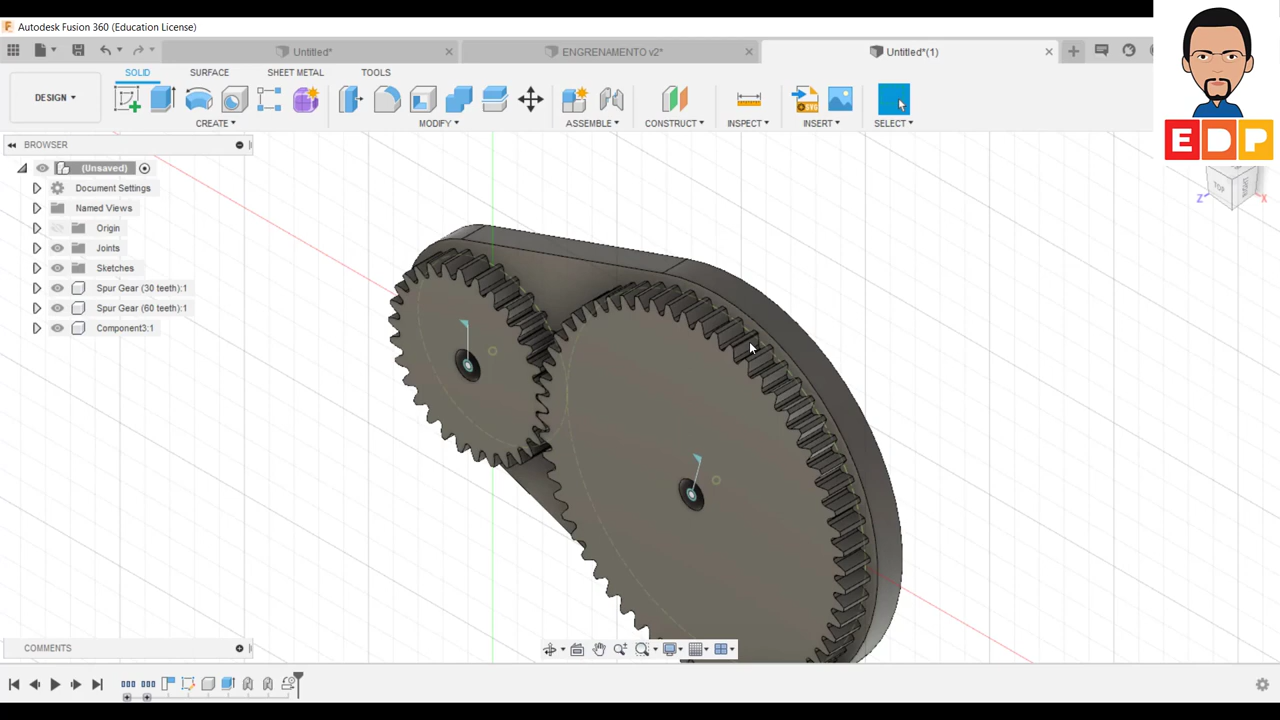 Autodesk Fusion 360 (Education License)
Untitled*
ENGRENAMENTO v2*
Untitled*(1)
SOLID
SURFACE
SHEET METAL
TOOLS
DESIGN
CREATE
MODIFY
ASSEMBLE
CONSTRUCT
INSPECT
INSERT
SELECT
EDP
BROWSER
(Unsaved)
Document Settings
Named Views
Origin
Joints
Sketches
Spur Gear (30 teeth):1
Spur Gear (60 teeth):1
Component3:1
TOP
Z
X
COMMENTS